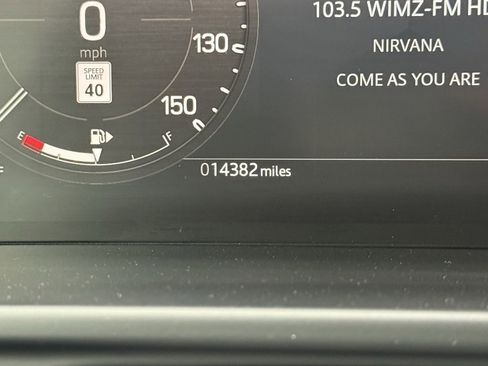 0
mph
SPEED
LIMIT
40
130
150
E
F
014382 miles
103.5 WIMZ-FM HD
NIRVANA
COME AS YOU ARE